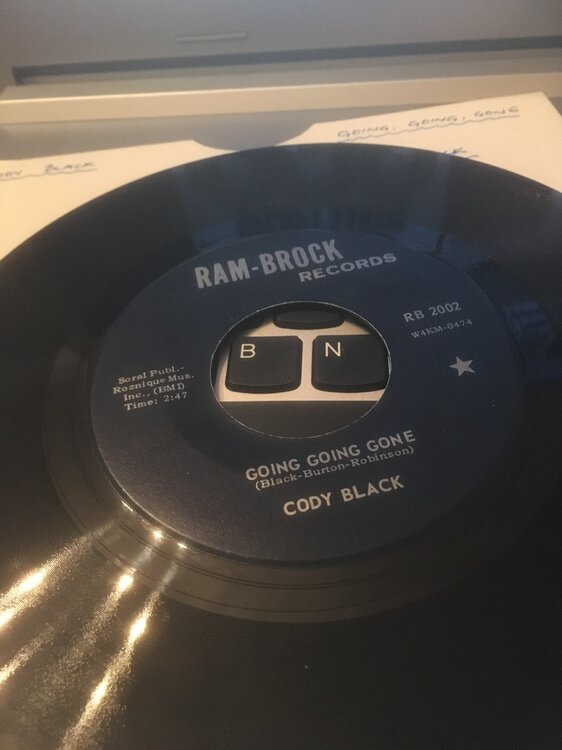 GOING, GOING, GONE
BLACK
RAM-BROCK
RECORDS
RB 2002
W4KM-0474
Soral Publ.-
Roznique Mus.
Inc., (BMI)
Time: 2:47
B N
GOING GOING GONE
(Black-Burton-Robinson)
CODY BLACK